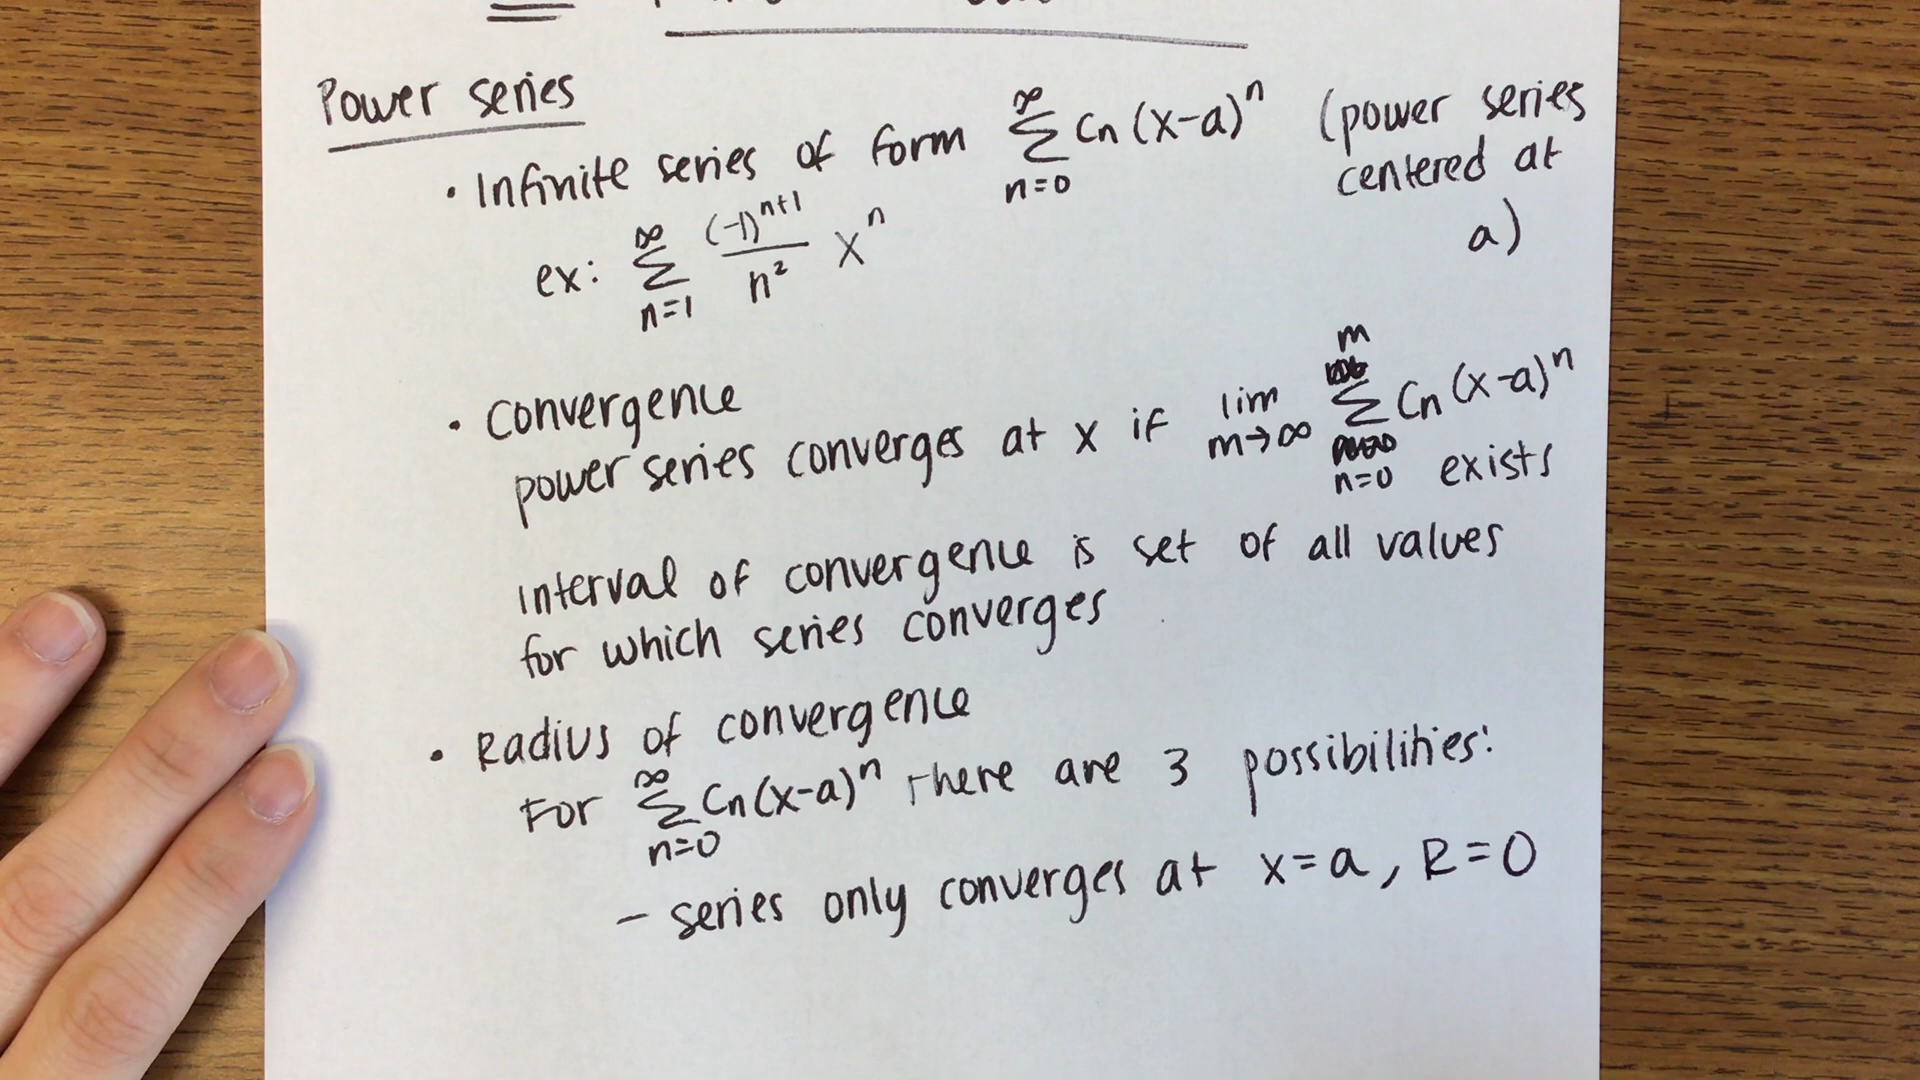 Power series
• Infinite series of form ∞∑n=0 Cn (x-a)^n (power series
centered at
a)
ex: ∞∑n=1 (-1)^n+1 / n² x^n
• Convergence
power series converges at x if lim m→∞ m∑n=0 Cn (x-a)^n exists
interval of convergence is set of all values
for which series converges
• Radius of convergence
For ∞∑n=0 Cn(x-a)^n there are 3 possibilities:
- series only converges at x=a, R=0